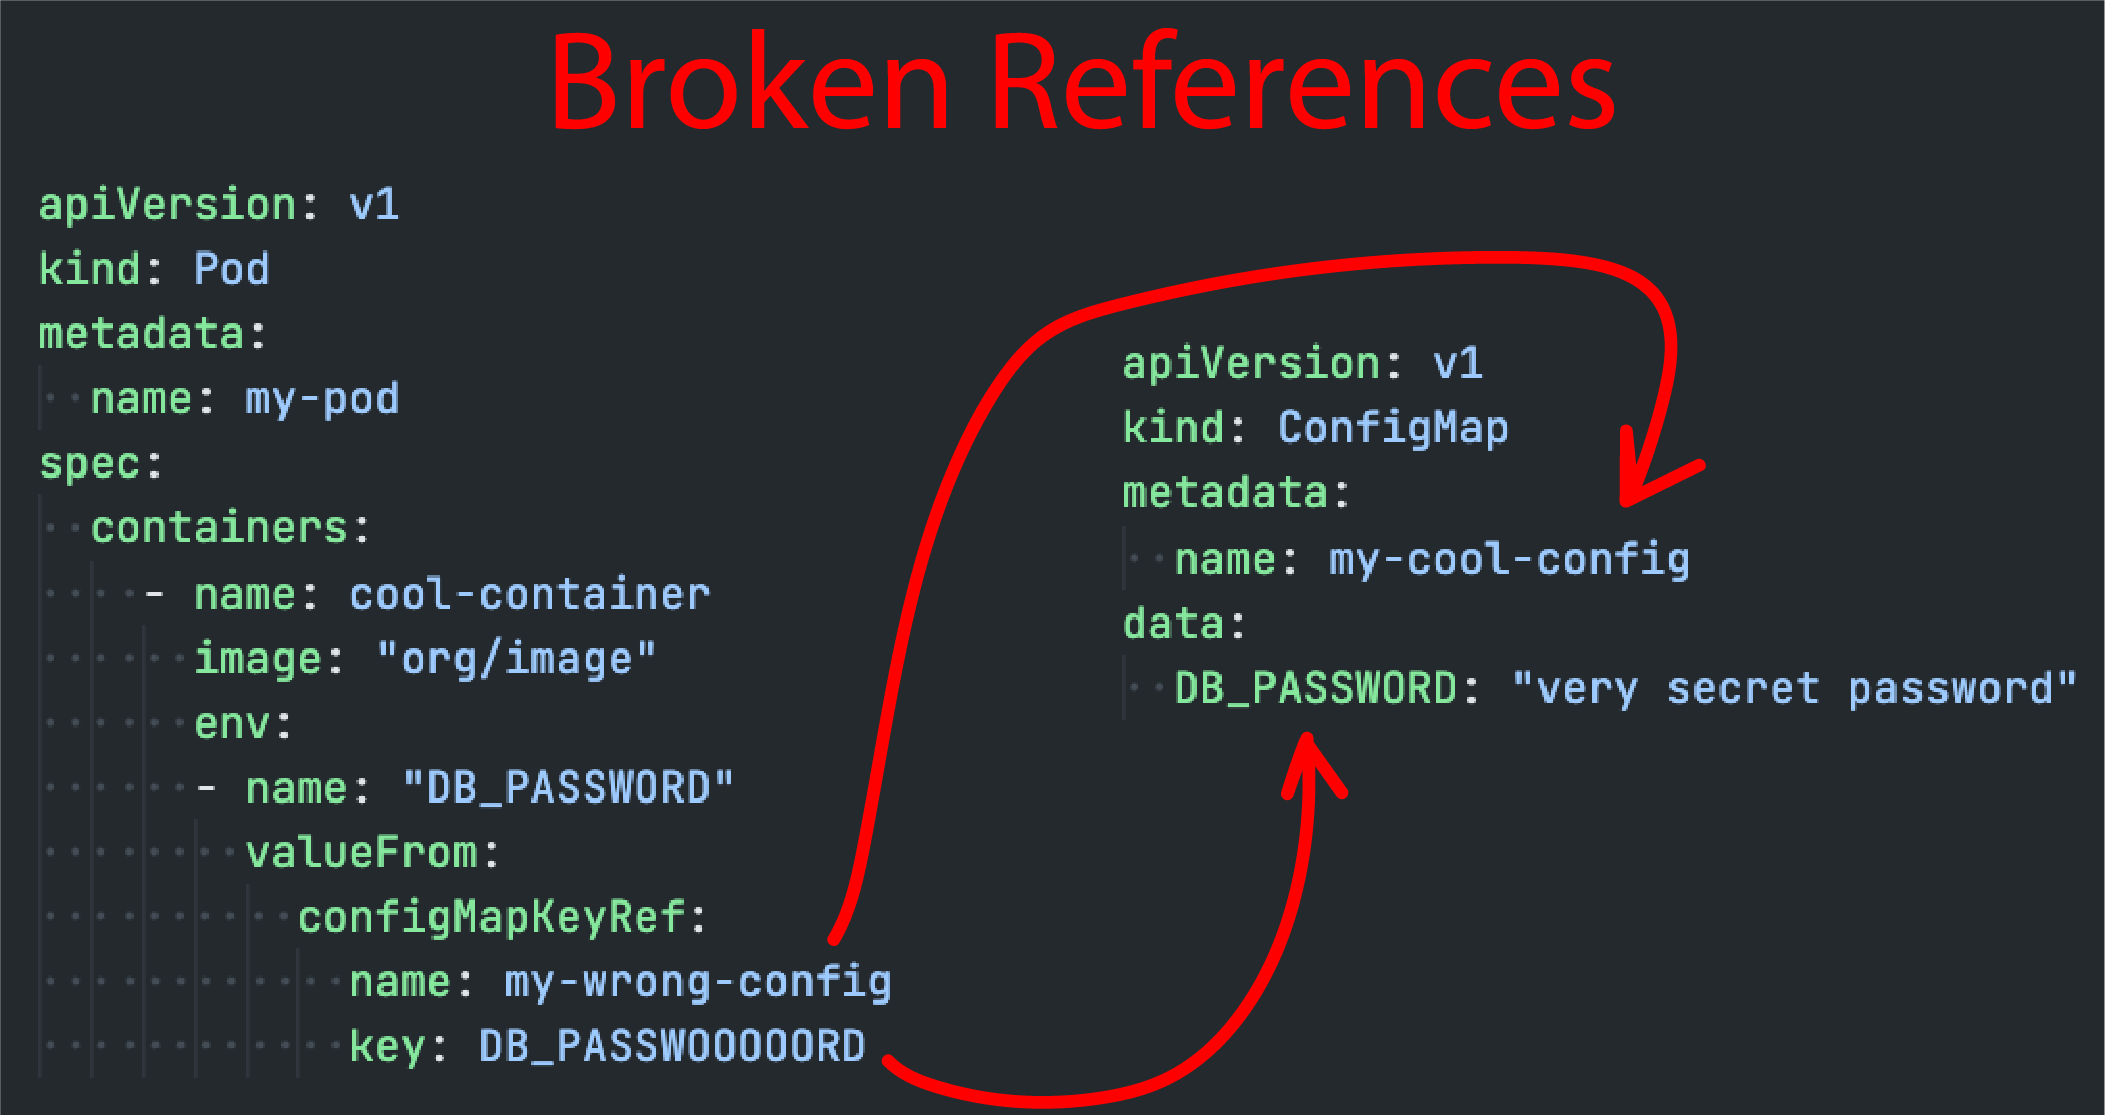 Broken References
apiVersion: v1
kind: Pod
metadata:
  name: my-pod
spec:
  containers:
    - name: cool-container
      image: "org/image"
      env:
      - name: "DB_PASSWORD"
        valueFrom:
          configMapKeyRef:
            name: my-wrong-config
            key: DB_PASSWOOOOORD
apiVersion: v1
kind: ConfigMap
metadata:
  name: my-cool-config
data:
  DB_PASSWORD: "very secret password"